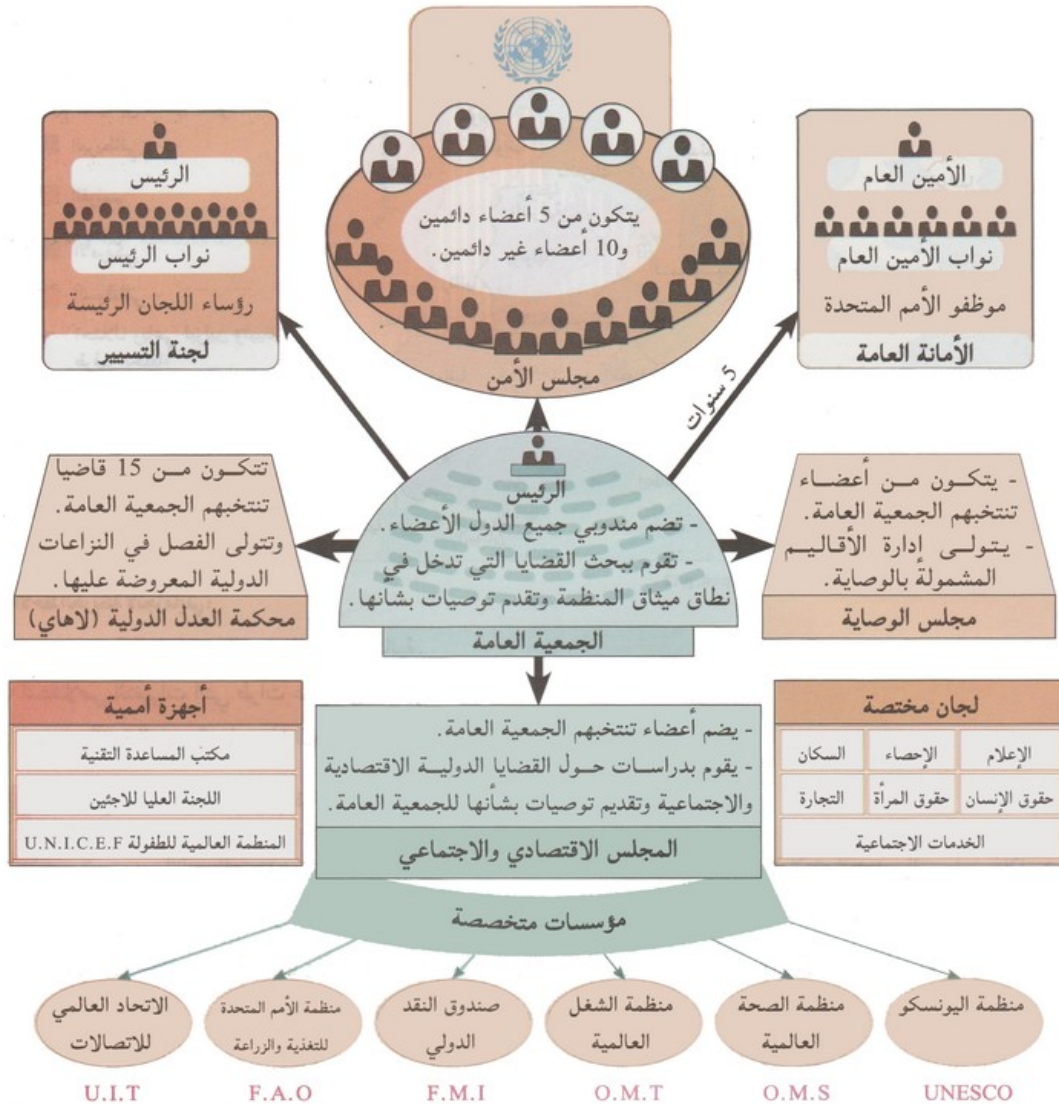 الأمين العام
نواب الأمين العام
موظفو الأمم المتحدة
الأمانة العامة
5 سنوات
يتكون من 5 أعضاء دائمين
و10 أعضاء غير دائمين.
مجلس الأمن
الرئيس
نواب الرئيس
رؤساء اللجان الرئيسة
لجنة التسيير
- يتكون من أعضاء
تنتخبهم الجمعية العامة.
- يتولى إدارة الأقاليم
المشمولة بالوصاية.
مجلس الوصاية
الرئيس
- تضم مندوبي جميع الدول الأعضاء.
- تقوم ببحث القضايا التي تدخل في
نطاق ميثاق المنظمة وتقدم توصيات بشانها.
الجمعية العامة
تتكون من 15 قاضيا
تنتخبهم الجمعية العامة.
وتتولى الفصل في النزاعات
الدولية المعروضة عليها.
محكمة العدل الدولية (لاهاي)
لجان مختصة
الإعلام الإحصاء السكان
حقوق الإنسان حقوق المرأة التجارة
الخدمات الاجتماعية
- يضم أعضاء تنتخبهم الجمعية العامة.
- يقوم بدراسات حول القضايا الدولية الاقتصادية
والاجتماعية وتقديم توصيات بشأنها للجمعية العامة.
المجلس الاقتصادي والاجتماعي
أجهزة أممية
مكتب المساعدة التقنية
اللجنة العليا للاجئين
المنظمة العالمية للطفولة U.N.I.C.E.F
مؤسسات متخصصة
منظمة اليونسكو
UNESCO
منظمة الصحة
العالمية
O.M.S
منظمة الشغل
العالمية
O.M.T
صندوق النقد
الدولي
F.M.I
منظمة الأمم المتحدة
للتغذية والزراعة
F.A.O
الاتحاد العالمي
للاتصالات
U.I.T